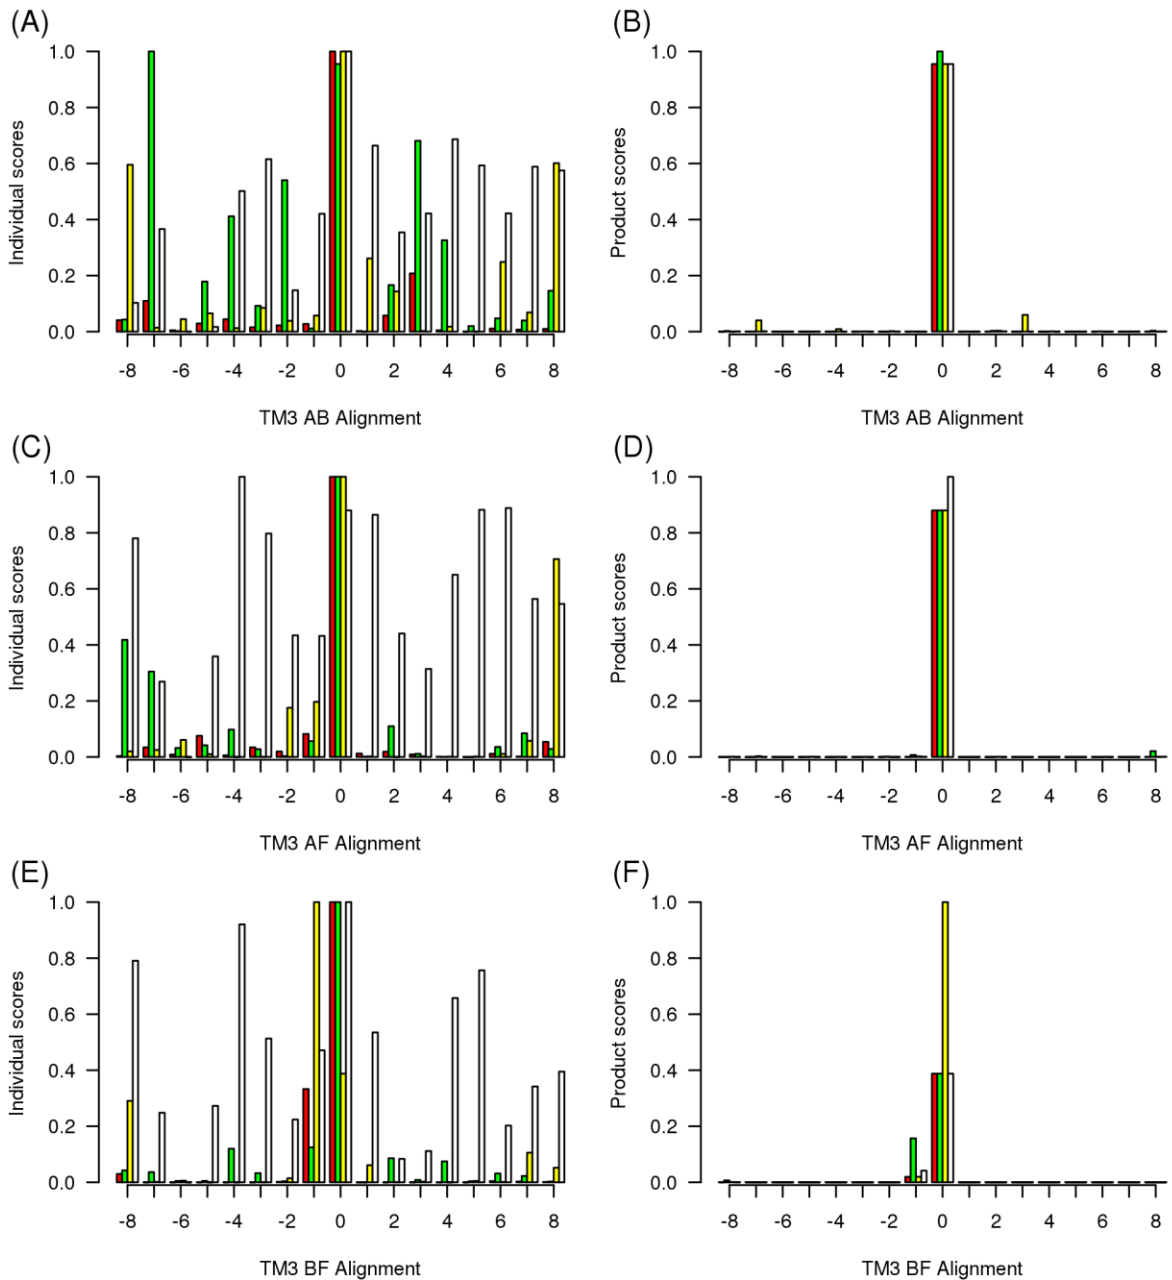 (A)
Individual scores
1.0
0.8
0.6
0.4
0.2
0.0
-8 -6 -4 -2 0 2 4 6 8
TM3 AB Alignment
(B)
Product scores
1.0
0.8
0.6
0.4
0.2
0.0
-8 -6 -4 -2 0 2 4 6 8
TM3 AB Alignment
(C)
Individual scores
1.0
0.8
0.6
0.4
0.2
0.0
-8 -6 -4 -2 0 2 4 6 8
TM3 AF Alignment
(D)
Product scores
1.0
0.8
0.6
0.4
0.2
0.0
-8 -6 -4 -2 0 2 4 6 8
TM3 AF Alignment
(E)
Individual scores
1.0
0.8
0.6
0.4
0.2
0.0
-8 -6 -4 -2 0 2 4 6 8
TM3 BF Alignment
(F)
Product scores
1.0
0.8
0.6
0.4
0.2
0.0
-8 -6 -4 -2 0 2 4 6 8
TM3 BF Alignment